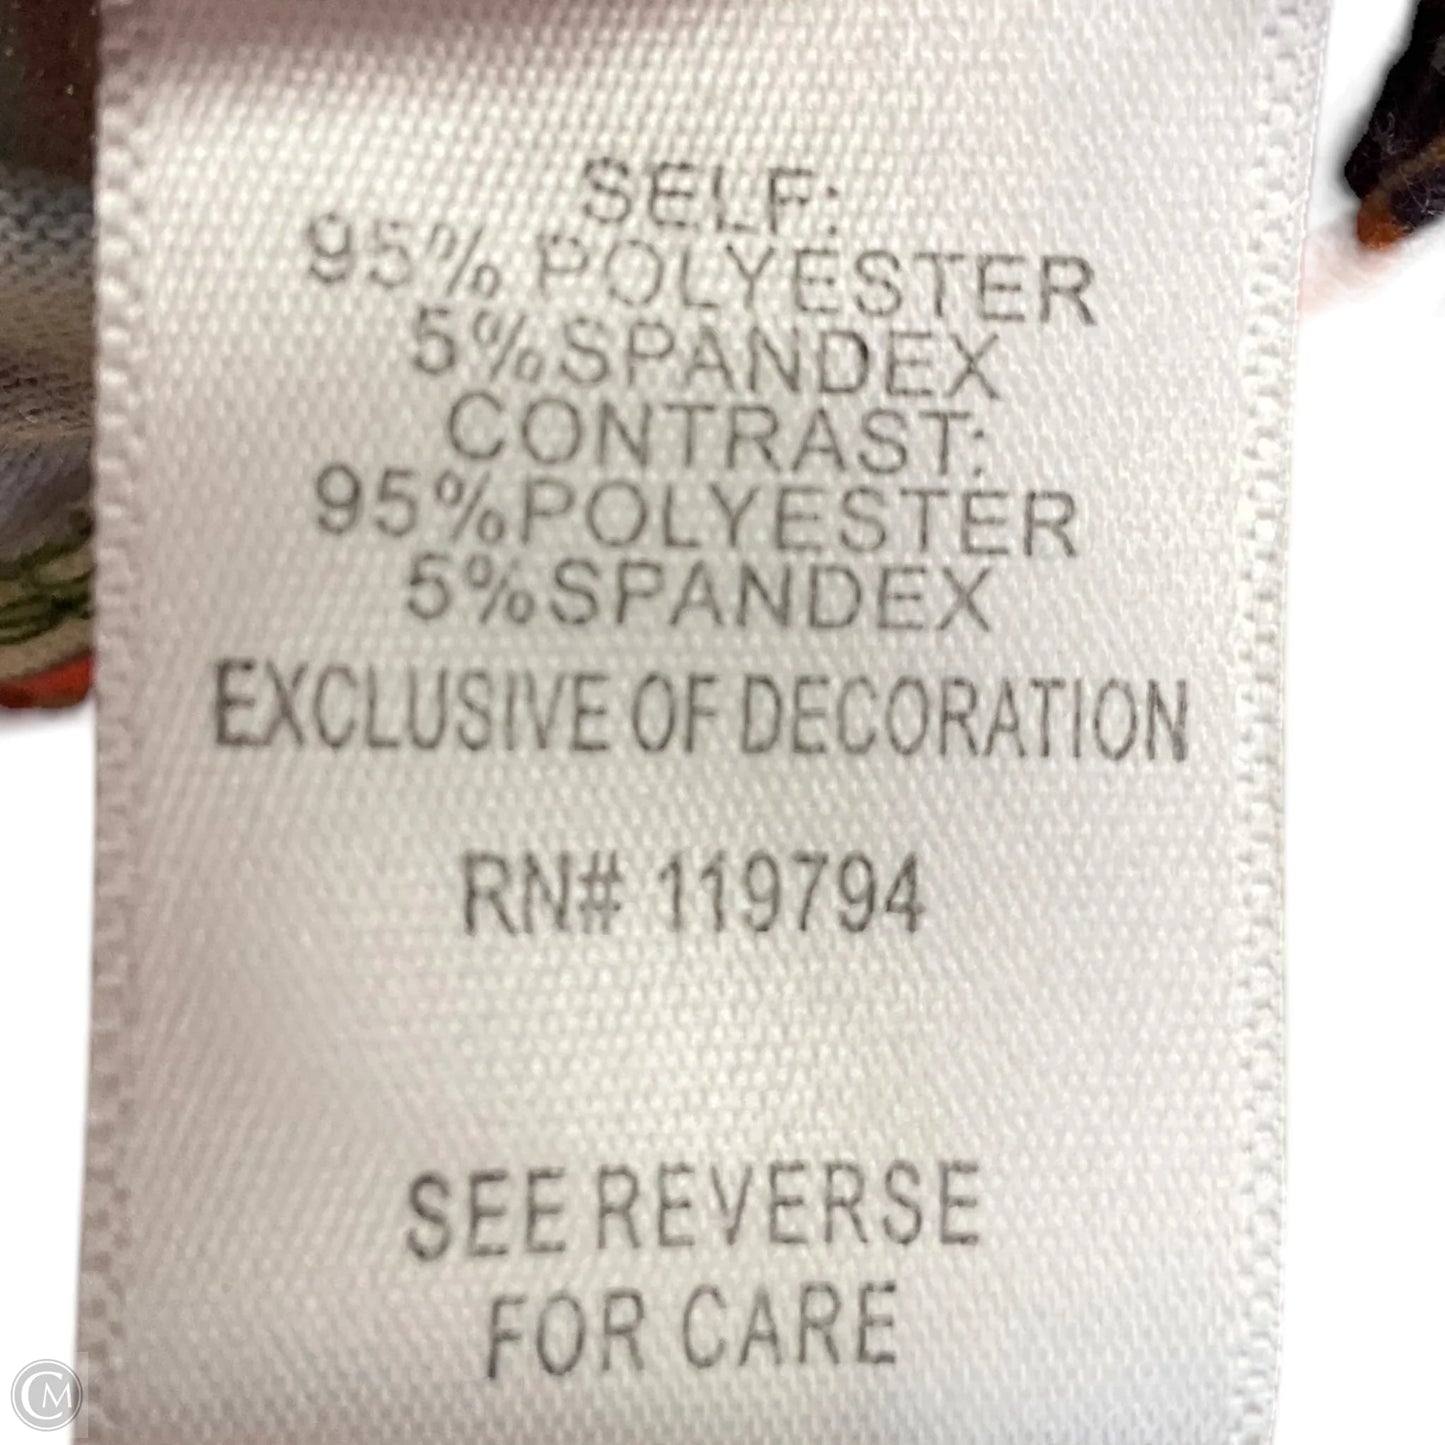 SELF:
95% POLYESTER
5% SPANDEX
CONTRAST:
95% POLYESTER
5% SPANDEX
EXCLUSIVE OF DECORATION
RN# 119794
SEE REVERSE
FOR CARE
CM